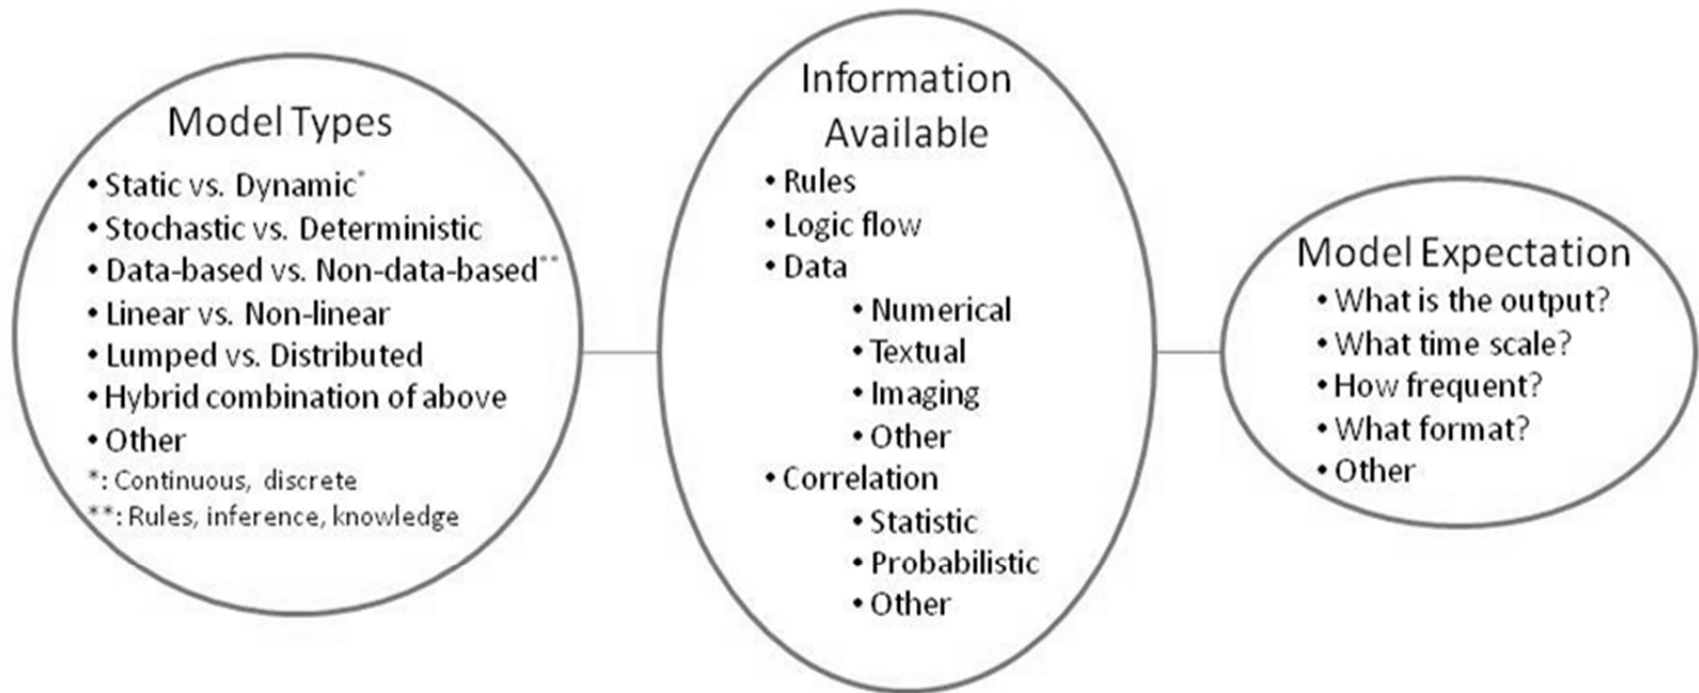 Model Types
• Static vs. Dynamic*
• Stochastic vs. Deterministic
• Data-based vs. Non-data-based**
• Linear vs. Non-linear
• Lumped vs. Distributed
• Hybrid combination of above
• Other
*: Continuous, discrete
**: Rules, inference, knowledge
Information
Available
• Rules
• Logic flow
• Data
• Numerical
• Textual
• Imaging
• Other
• Correlation
• Statistic
• Probabilistic
• Other
Model Expectation
• What is the output?
• What time scale?
• How frequent?
• What format?
• Other